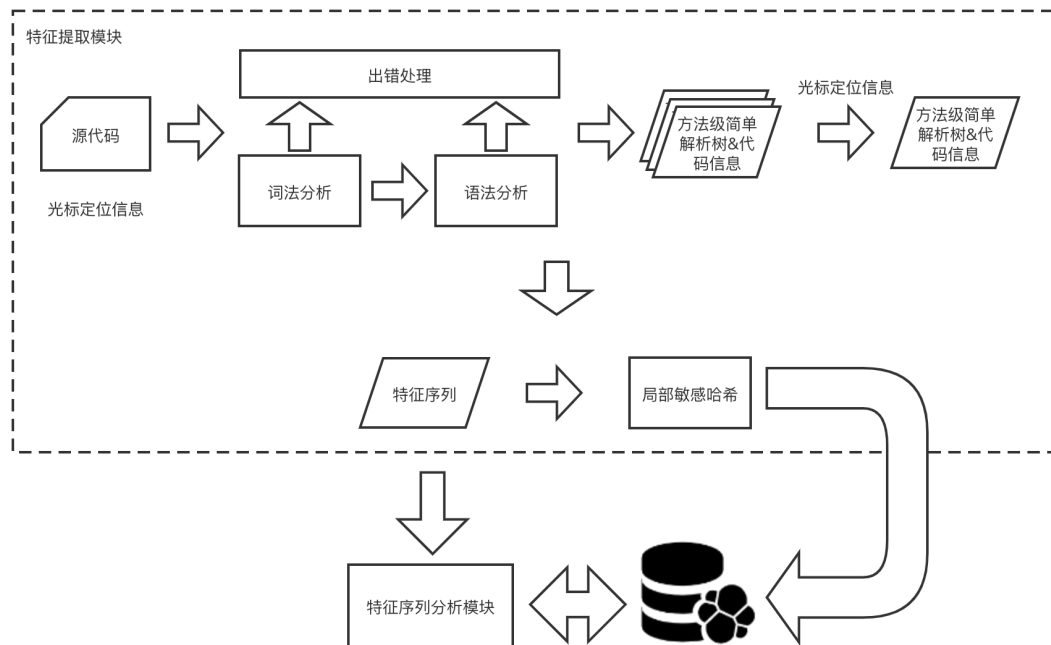 特征提取模块
出错处理
光标定位信息
源代码
方法级简单
解析树&代
码信息
方法级简单
解析树&代
码信息
词法分析
语法分析
光标定位信息
特征序列
局部敏感哈希
特征序列分析模块